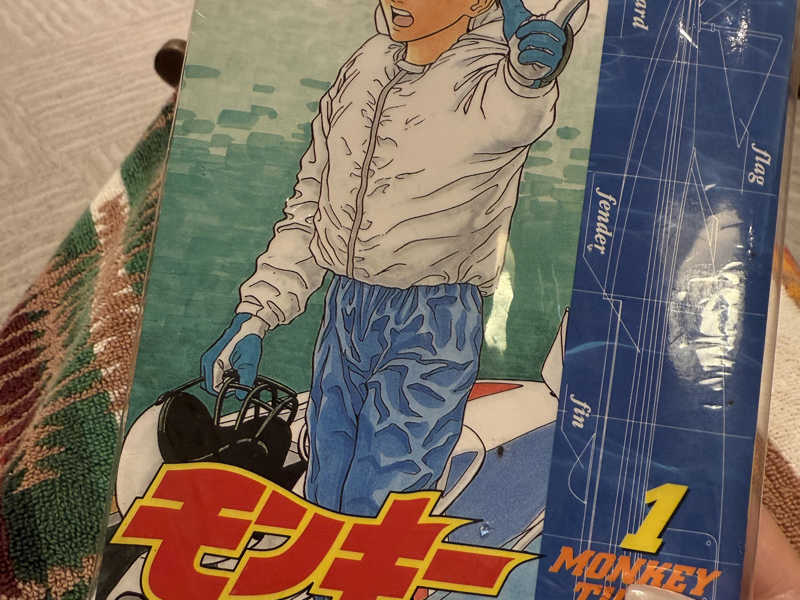 flag
fender
fin
モンキー
1
MONKEY